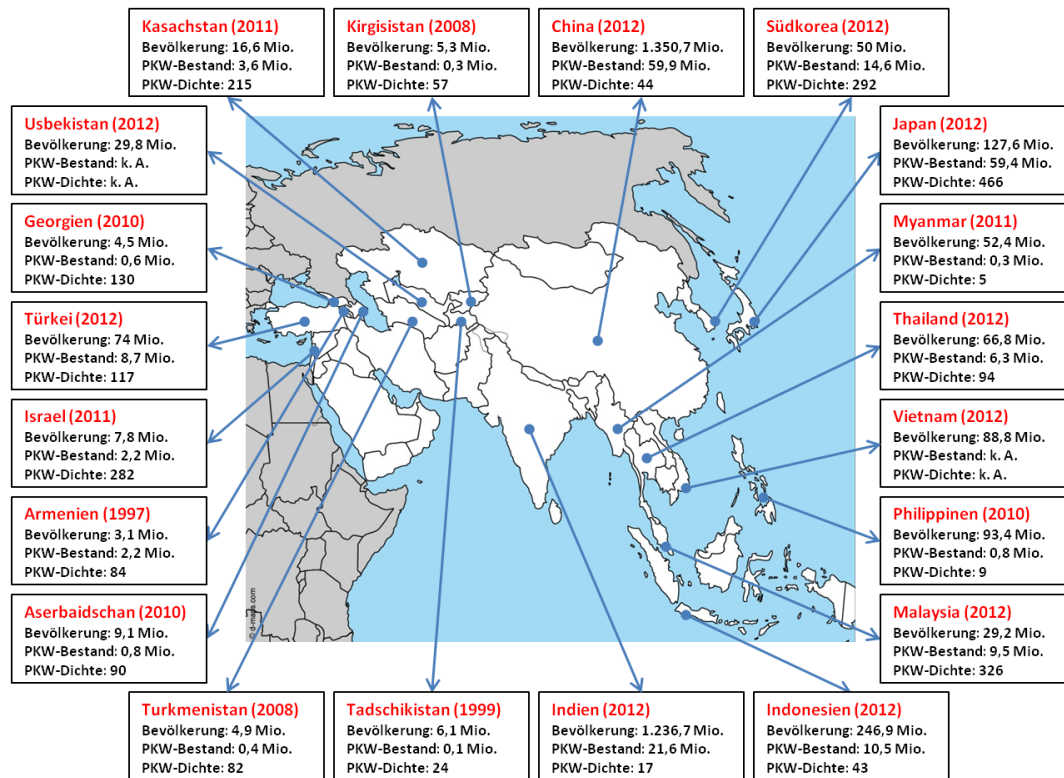 Kasachstan (2011)
Bevölkerung: 16,6 Mio.
PKW-Bestand: 3,6 Mio.
PKW-Dichte: 215
Kirgisistan (2008)
Bevölkerung: 5,3 Mio.
PKW-Bestand: 0,3 Mio.
PKW-Dichte: 57
China (2012)
Bevölkerung: 1.350,7 Mio.
PKW-Bestand: 59,9 Mio.
PKW-Dichte: 44
Südkorea (2012)
Bevölkerung: 50 Mio.
PKW-Bestand: 14,6 Mio.
PKW-Dichte: 292
Usbekistan (2012)
Bevölkerung: 29,8 Mio.
PKW-Bestand: k. A.
PKW-Dichte: k. A.
Japan (2012)
Bevölkerung: 127,6 Mio.
PKW-Bestand: 59,4 Mio.
PKW-Dichte: 466
Georgien (2010)
Bevölkerung: 4,5 Mio.
PKW-Bestand: 0,6 Mio.
PKW-Dichte: 130
Myanmar (2011)
Bevölkerung: 52,4 Mio.
PKW-Bestand: 0,3 Mio.
PKW-Dichte: 5
Türkei (2012)
Bevölkerung: 74 Mio.
PKW-Bestand: 8,7 Mio.
PKW-Dichte: 117
Thailand (2012)
Bevölkerung: 66,8 Mio.
PKW-Bestand: 6,3 Mio.
PKW-Dichte: 94
Israel (2011)
Bevölkerung: 7,8 Mio.
PKW-Bestand: 2,2 Mio.
PKW-Dichte: 282
Vietnam (2012)
Bevölkerung: 88,8 Mio.
PKW-Bestand: k. A.
PKW-Dichte: k. A.
Armenien (1997)
Bevölkerung: 3,1 Mio.
PKW-Bestand: 2,2 Mio.
PKW-Dichte: 84
Philippinen (2010)
Bevölkerung: 93,4 Mio.
PKW-Bestand: 0,8 Mio.
PKW-Dichte: 9
Aserbaidschan (2010)
Bevölkerung: 9,1 Mio.
PKW-Bestand: 0,8 Mio.
PKW-Dichte: 90
© d-maps.com
Malaysia (2012)
Bevölkerung: 29,2 Mio.
PKW-Bestand: 9,5 Mio.
PKW-Dichte: 326
Turkmenistan (2008)
Bevölkerung: 4,9 Mio.
PKW-Bestand: 0,4 Mio.
PKW-Dichte: 82
Tadschikistan (1999)
Bevölkerung: 6,1 Mio.
PKW-Bestand: 0,1 Mio.
PKW-Dichte: 24
Indien (2012)
Bevölkerung: 1.236,7 Mio.
PKW-Bestand: 21,6 Mio.
PKW-Dichte: 17
Indonesien (2012)
Bevölkerung: 246,9 Mio.
PKW-Bestand: 10,5 Mio.
PKW-Dichte: 43